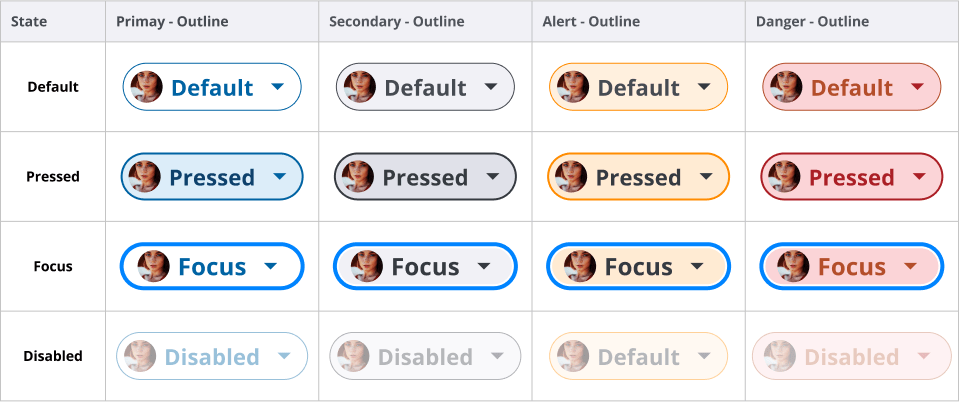 State Primay - Outline Secondary - Outline Alert - Outline Danger - Outline
Default Default Default Default Default
Pressed Pressed Pressed Pressed Pressed
Focus Focus Focus Focus Focus
Disabled Disabled Disabled Default Disabled